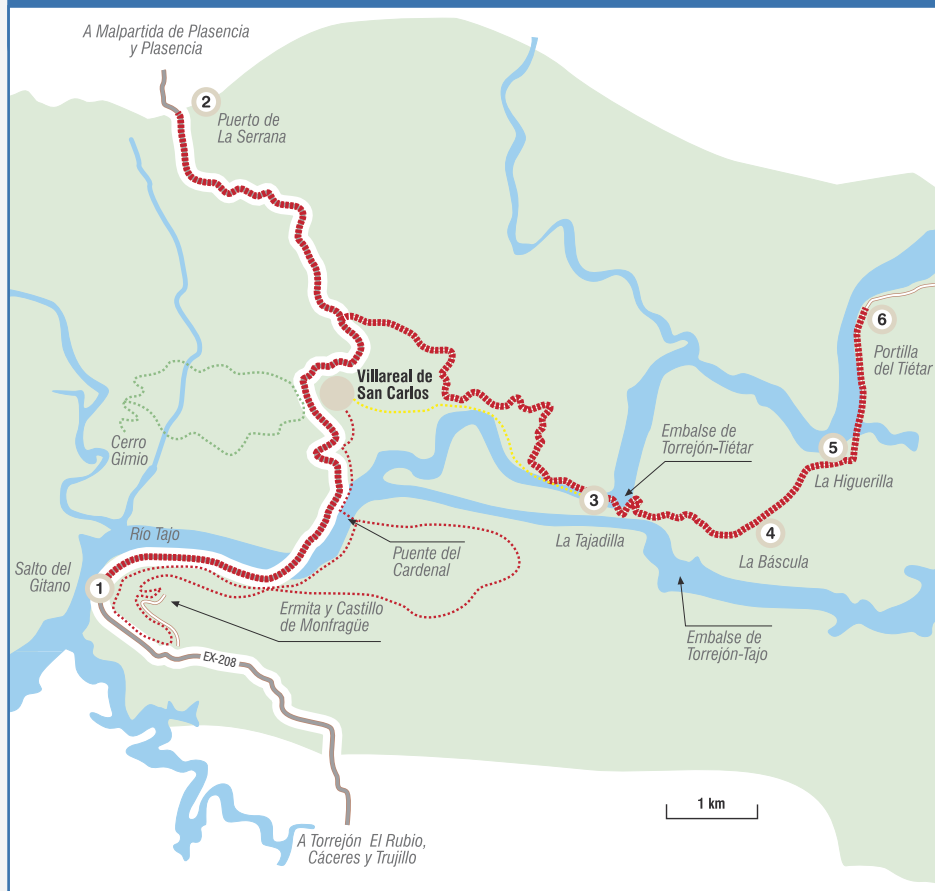 A Malpartida de Plasencia
y Plasencia
2
Puerto de
La Serrana
6
Portilla
del Tiétar
Villareal de
San Carlos
Cerro
Gimio
Embalse de
Torrejón-Tiétar
5
La Higuerilla
3
La Tajadilla
4
La Báscula
Río Tajo
Puente del
Cardenal
Salto del
Gitano
1
Ermita y Castillo
de Monfragüe
Embalse de
Torrejón-Tajo
EX-208
1 km
A Torrejón El Rubio,
Cáceres y Trujillo